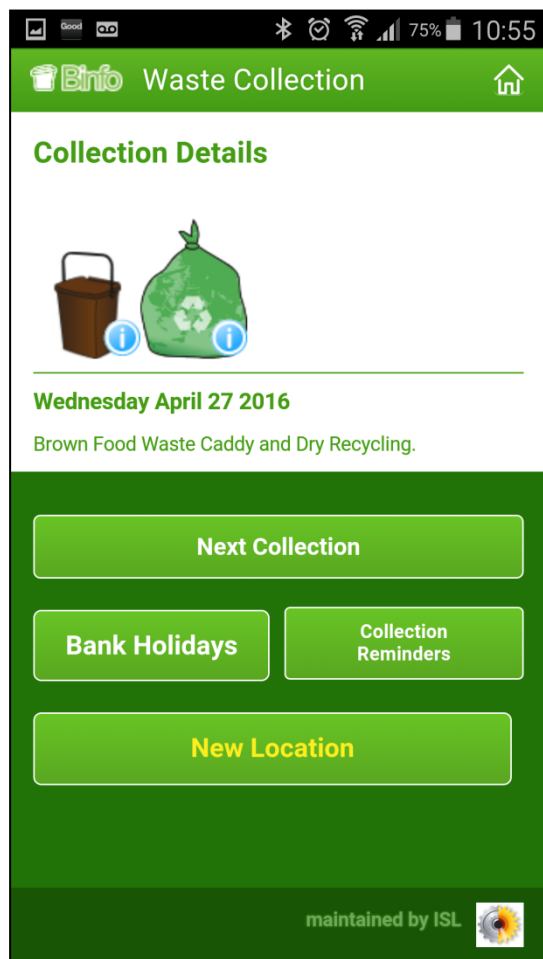 Good
75%
10:55
Binfo
Waste Collection
Collection Details
i
i
Wednesday April 27 2016
Brown Food Waste Caddy and Dry Recycling.
Next Collection
Bank Holidays
Collection
Reminders
New Location
maintained by ISL